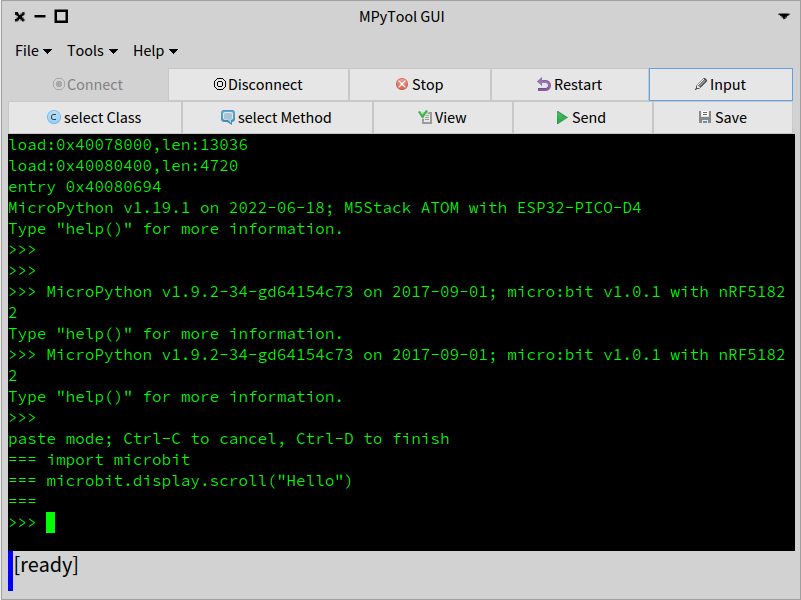 MPyTool GUI
File Tools Help
Connect Disconnect Stop Restart Input
select Class select Method View Send Save
load:0x40078000,len:13036
load:0x40080400,len:4720
entry 0x40080694
MicroPython v1.19.1 on 2022-06-18; M5Stack ATOM with ESP32-PICO-D4
Type "help()" for more information.
>>>
>>>
>>> MicroPython v1.9.2-34-gd64154c73 on 2017-09-01; micro:bit v1.0.1 with nRF5182
2
Type "help()" for more information.
>>> MicroPython v1.9.2-34-gd64154c73 on 2017-09-01; micro:bit v1.0.1 with nRF5182
2
Type "help()" for more information.
>>>
paste mode; Ctrl-C to cancel, Ctrl-D to finish
=== import microbit
=== microbit.display.scroll("Hello")
===
>>>
[ready]